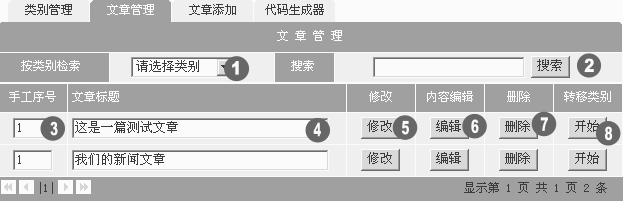 类别管理 文章管理 文章添加 代码生成器
文 章 管 理
按类别检索 请选择类别 1 搜索 搜索 2
手工序号 文章标题 修改 内容编辑 删除 转移类别
1 3 这是一篇测试文章 4 修改 5 编辑 6 删除 7 开始 8
1 我们的新闻文章 修改 编辑 删除 开始
|1| 显示第 1 页 共 1 页 2 条